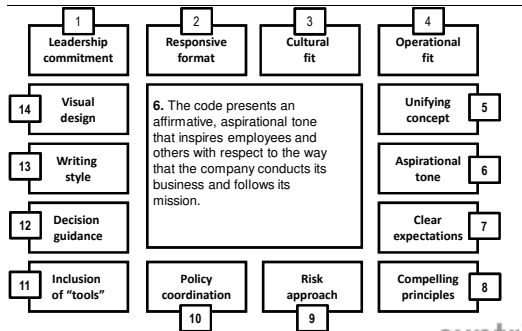 1
2
3
4
Leadership
commitment
Responsive
format
Cultural
fit
Operational
fit
14
Visual
design
6. The code presents an
affirmative, aspirational tone
that inspires employees and
others with respect to the way
that the company conducts its
business and follows its
mission.
Unifying
concept
5
13
Writing
style
Aspirational
tone
6
12
Decision
guidance
Clear
expectations
7
11
Inclusion
of “tools”
Policy
coordination
10
Risk
approach
9
Compelling
principles
8